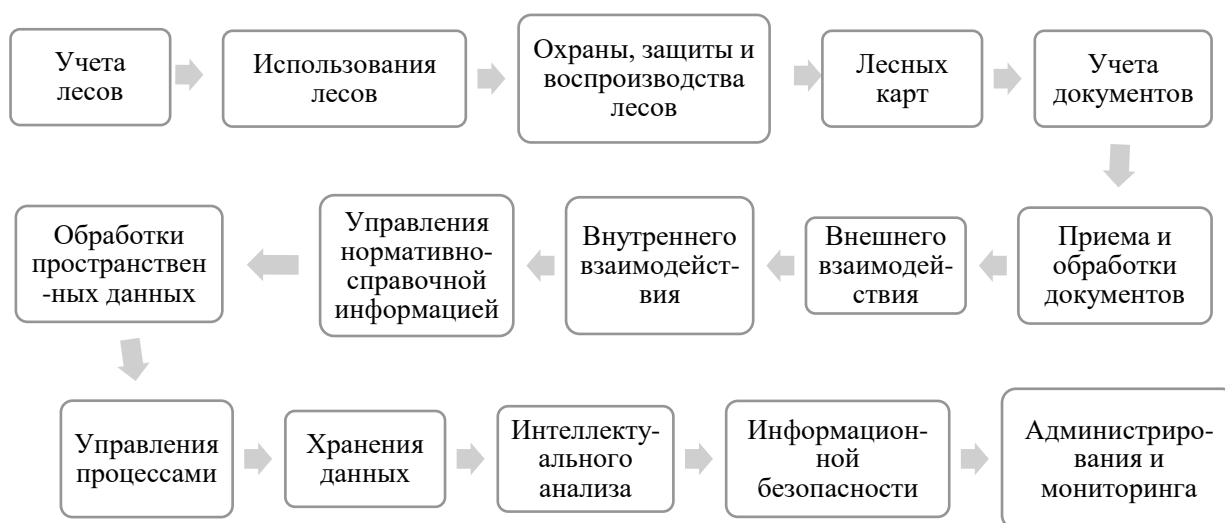 Учета
лесов
Использования
лесов
Охраны, защиты и
воспроизводства
лесов
Лесных
карт
Учета
документов
Приема и
обработки
документов
Внешнего
взаимодей-
ствия
Внутреннего
взаимодейст-
вия
Управления
нормативно-
справочной
информацией
Обработки
пространствен
-ных данных
Управления
процессами
Хранения
данных
Интеллекту-
ального
анализа
Информацион-
ной
безопасности
Администриро-
вания и
мониторинга